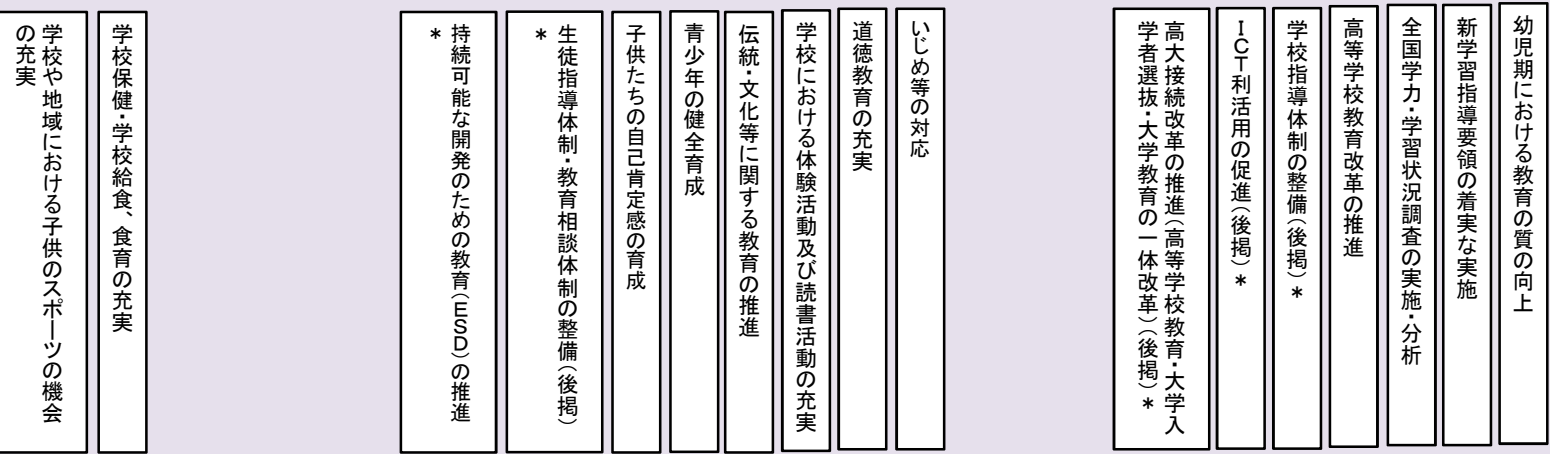 幼児期における教育の質の向上
新学習指導要領の着実な実施
全国学力・学習状況調査の実施・分析
高等学校教育改革の推進
学校指導体制の整備(後掲)*
ICT利活用の促進(後掲)*
高大接続改革の推進(高等学校教育・大学入
学者選抜・大学教育の一体改革)(後掲)*
いじめ等の対応
道徳教育の充実
学校における体験活動及び読書活動の充実
伝統・文化等に関する教育の推進
青少年の健全育成
子供たちの自己肯定感の育成
生徒指導体制・教育相談体制の整備(後掲)
*
持続可能な開発のための教育(ESD)の推進
*
学校保健・学校給食、食育の充実
学校や地域における子供のスポーツの機会
の充実